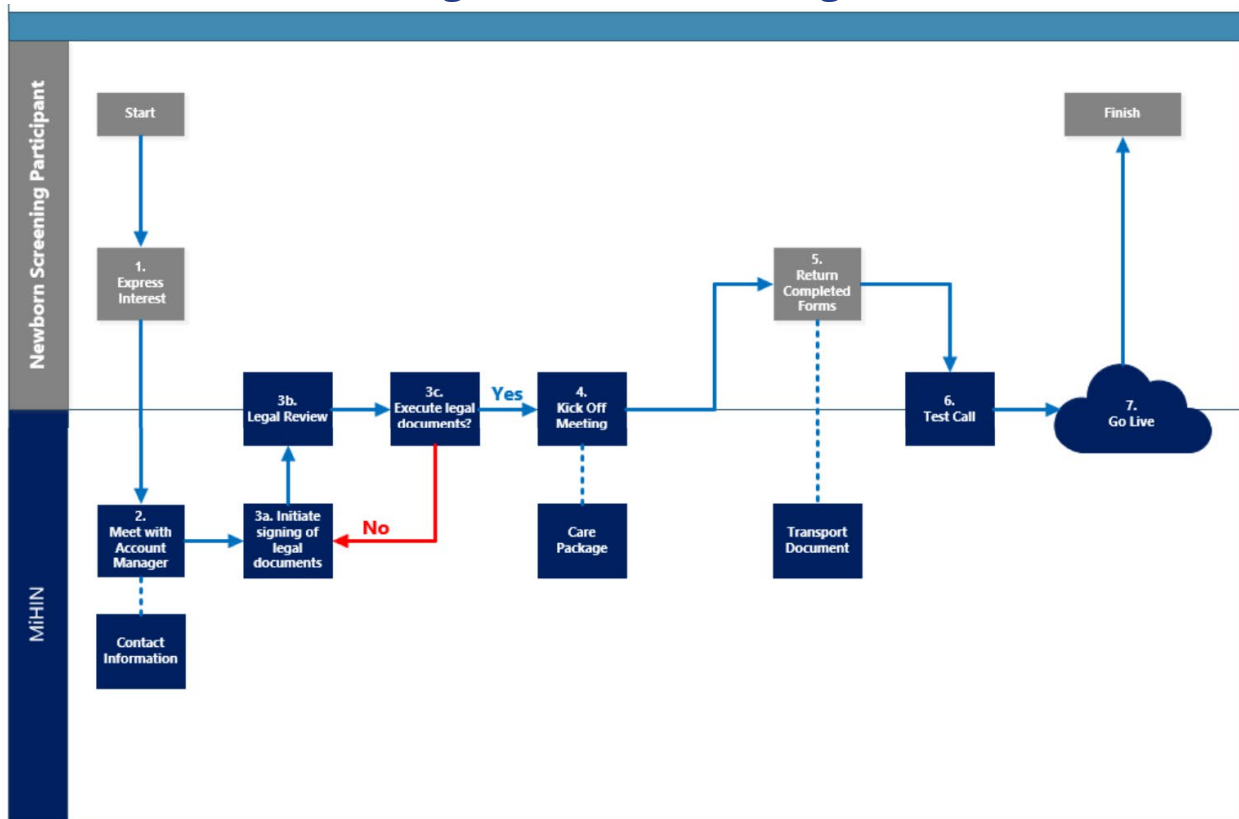 Newborn Screening Participant
MiHIN
Start
Finish
1.
Express
Interest
5.
Return
Completed
Forms
3b.
Legal Review
3c.
Execute legal
documents?
Yes
4.
Kick Off
Meeting
6.
Test Call
7.
Go Live
2.
Meet with
Account
Manager
3a. Initiate
signing of
legal
documents
No
Care
Package
Transport
Document
Contact
Information